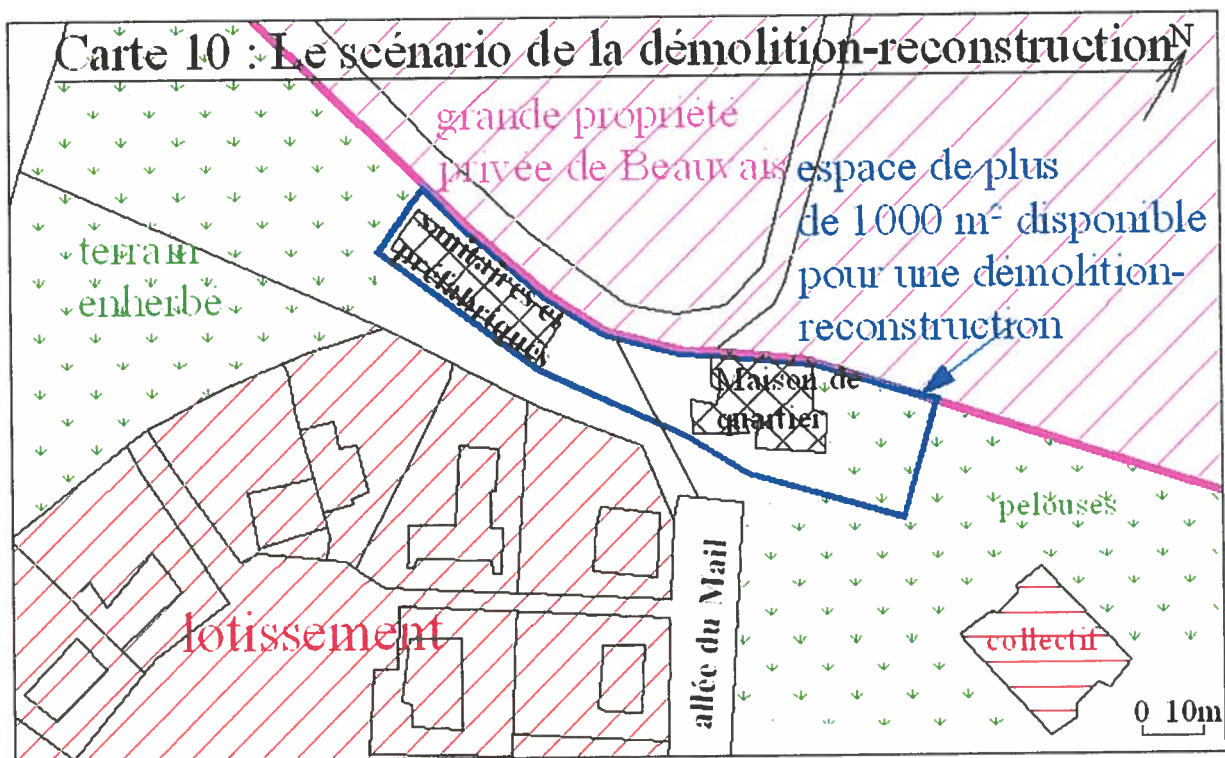 Carte 10 : Le scénario de la démolition-reconstruction
N
grande propriété
privée de Beauvais
espace de plus
de 1000 m² disponible
pour une démolition-
reconstruction
terrain
enherbé
sanitaires et
préfabriqués
Maison de
quartier
pelouses
lotissement
allée du Mail
collectif
0 10m